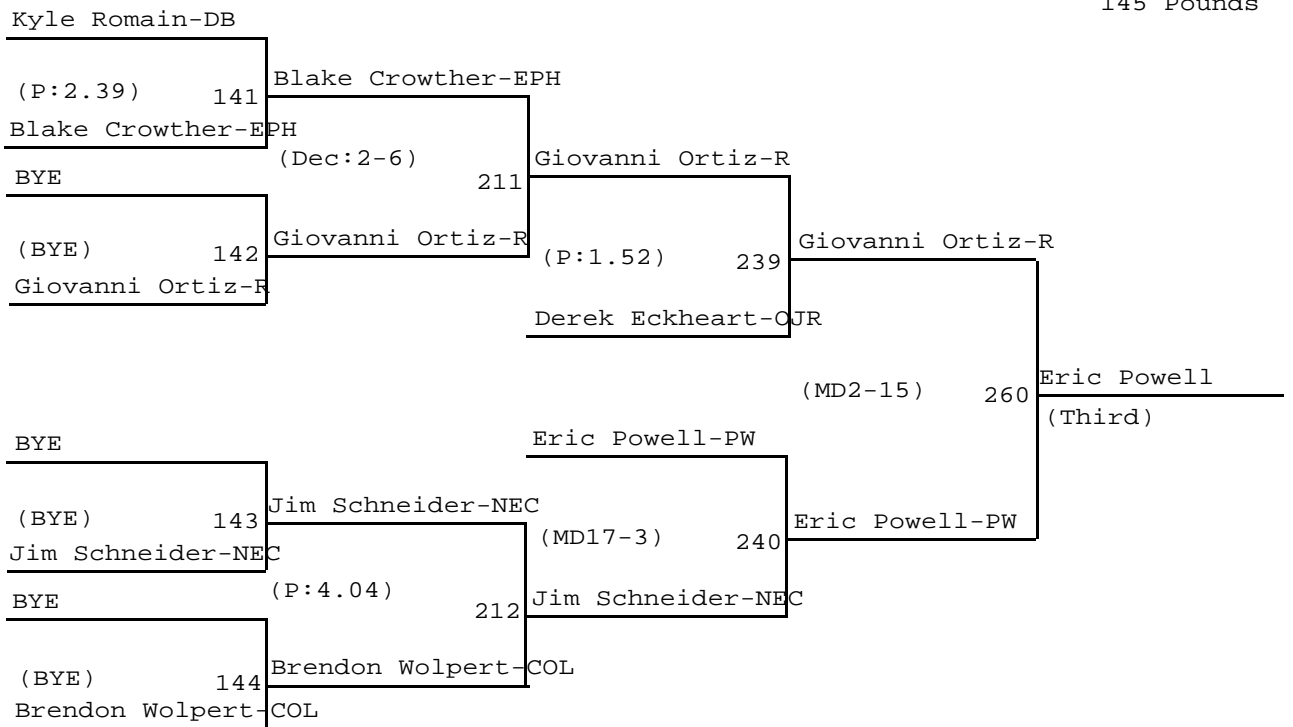 145 Pounds
Kyle Romain-DB
(P:2.39) 141
Blake Crowther-EPH
Blake Crowther-EPH
(Dec:2-6) 211
BYE
(BYE) 142
Giovanni Ortiz-R
Giovanni Ortiz-R
Giovanni Ortiz-R
(P:1.52) 239
Derek Eckheart-OJR
Giovanni Ortiz-R
(MD2-15) 260
Eric Powell
(Third)
BYE
(BYE) 143
Jim Schneider-NEC
Jim Schneider-NEC
(P:4.04) 212
BYE
(BYE) 144
Brendon Wolpert-COL
Brendon Wolpert-COL
Eric Powell-PW
(MD17-3) 240
Jim Schneider-NEC
Eric Powell-PW